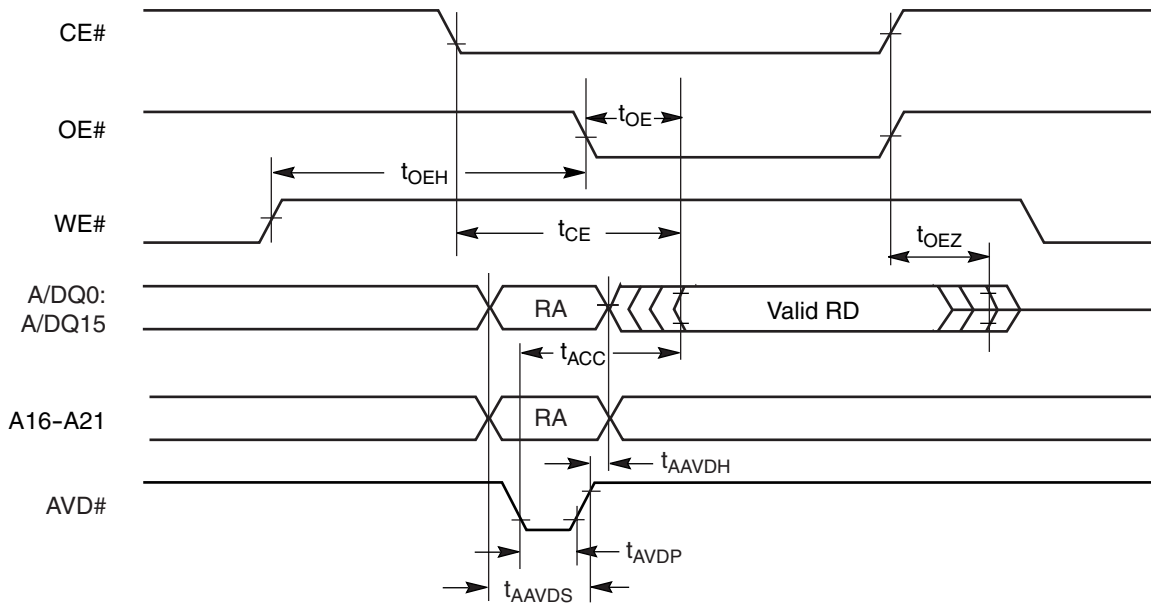 CE#
OE#
tOE
tOEH
WE#
tCE
tOEZ
A/DQ0:
A/DQ15
RA
Valid RD
tACC
A16-A21
RA
tAAVDH
AVD#
tAVDP
tAAVDS